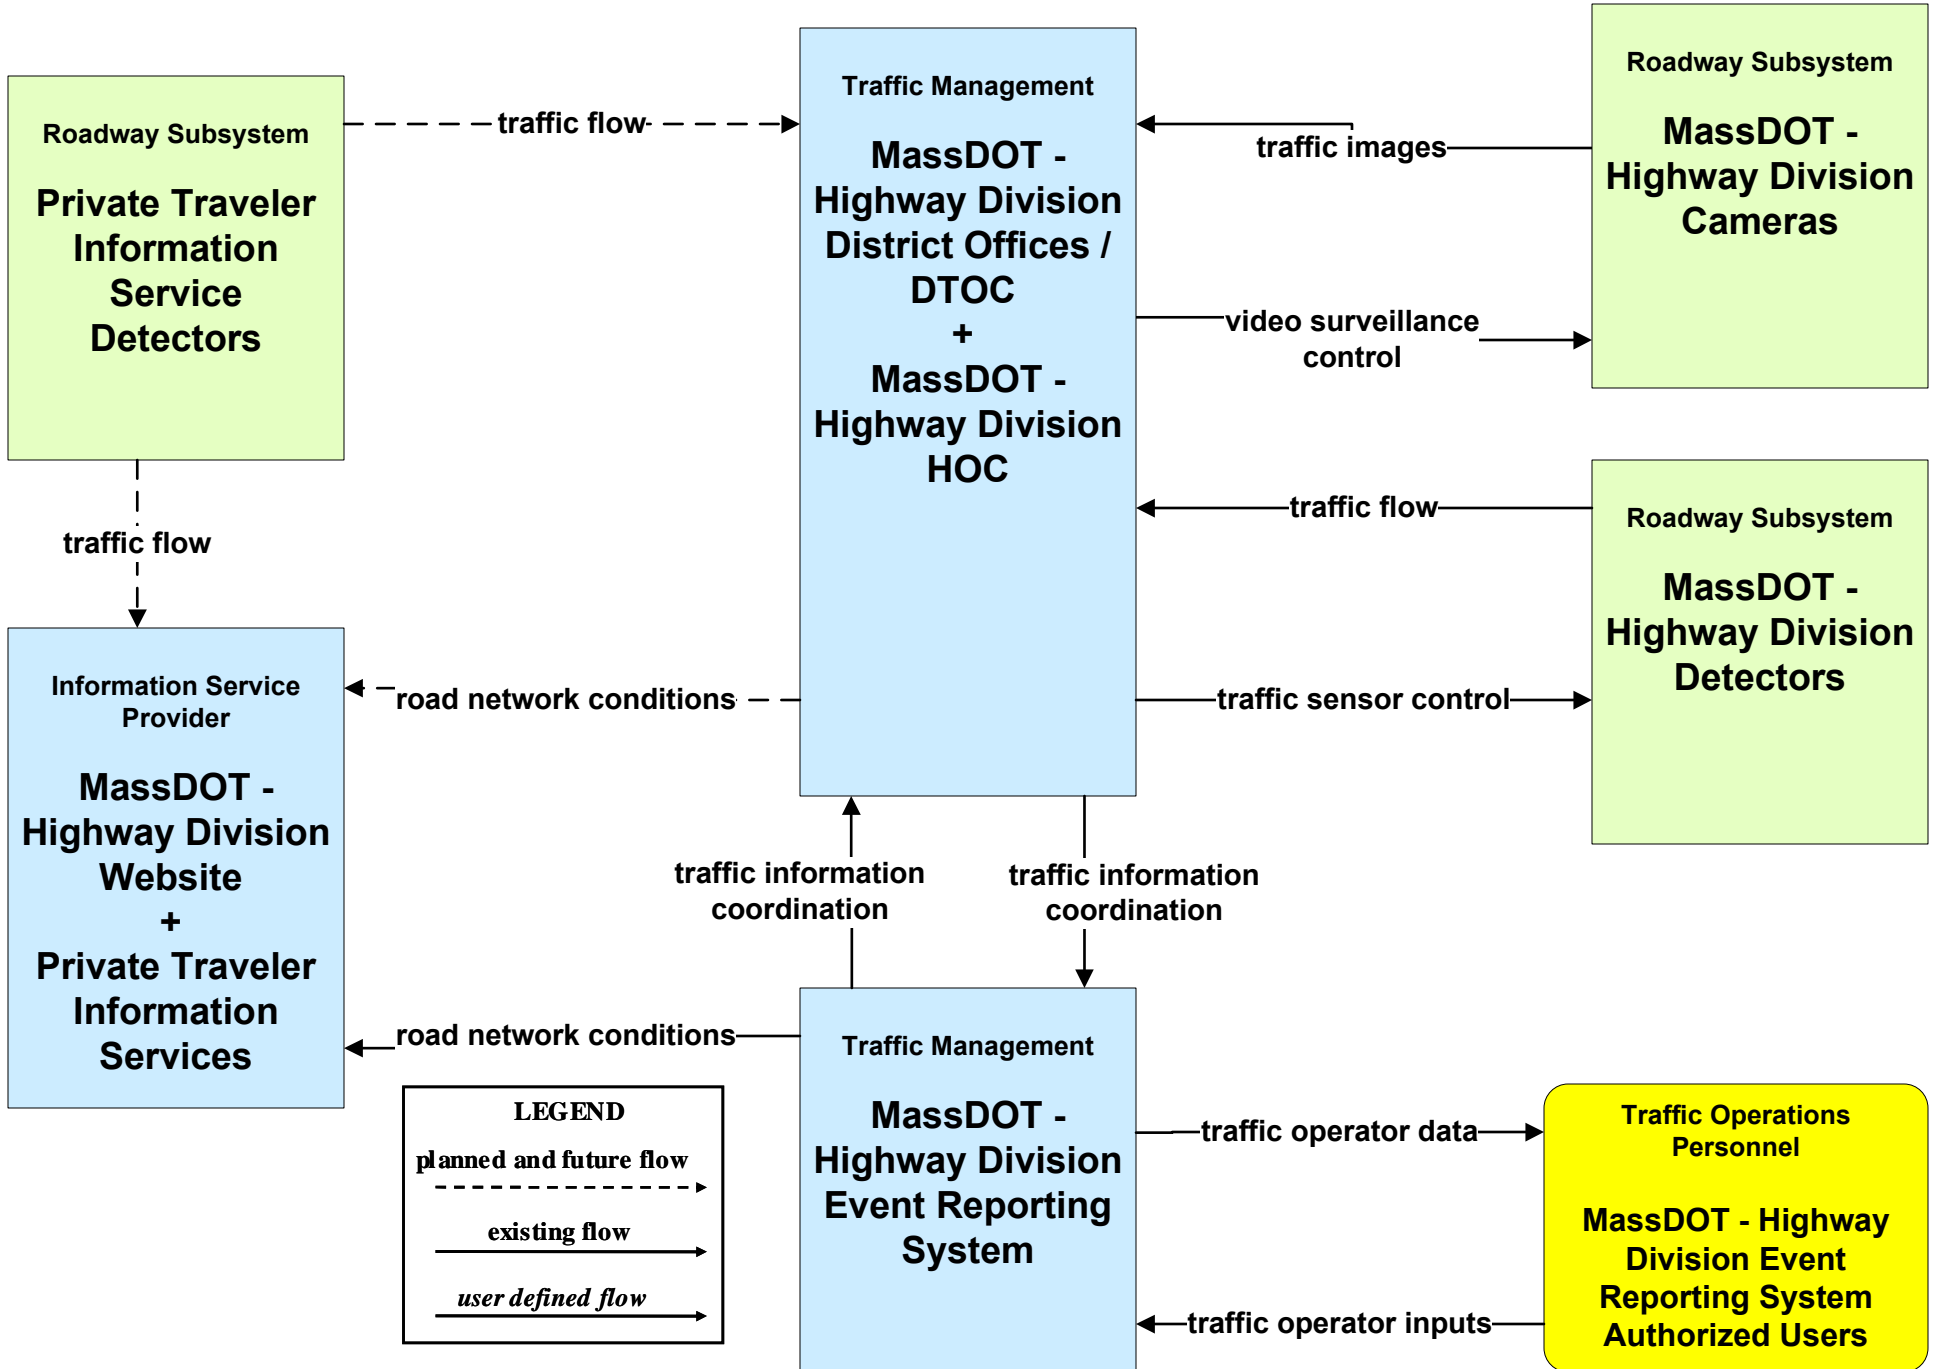 Roadway Subsystem
Private Traveler
Information
Service
Detectors
traffic flow
Traffic Management
MassDOT -
Highway Division
District Offices /
DTOC
+
MassDOT -
Highway Division
HOC
traffic images
Roadway Subsystem
MassDOT -
Highway Division
Cameras
video surveillance
control
traffic flow
Roadway Subsystem
MassDOT -
Highway Division
Detectors
traffic sensor control
traffic flow
Information Service
Provider
MassDOT -
Highway Division
Website
+
Private Traveler
Information
Services
road network conditions
traffic information
coordination
traffic information
coordination
road network conditions
LEGEND
planned and future flow
existing flow
user defined flow
Traffic Management
MassDOT -
Highway Division
Event Reporting
System
traffic operator data
traffic operator inputs
Traffic Operations
Personnel
MassDOT - Highway
Division Event
Reporting System
Authorized Users